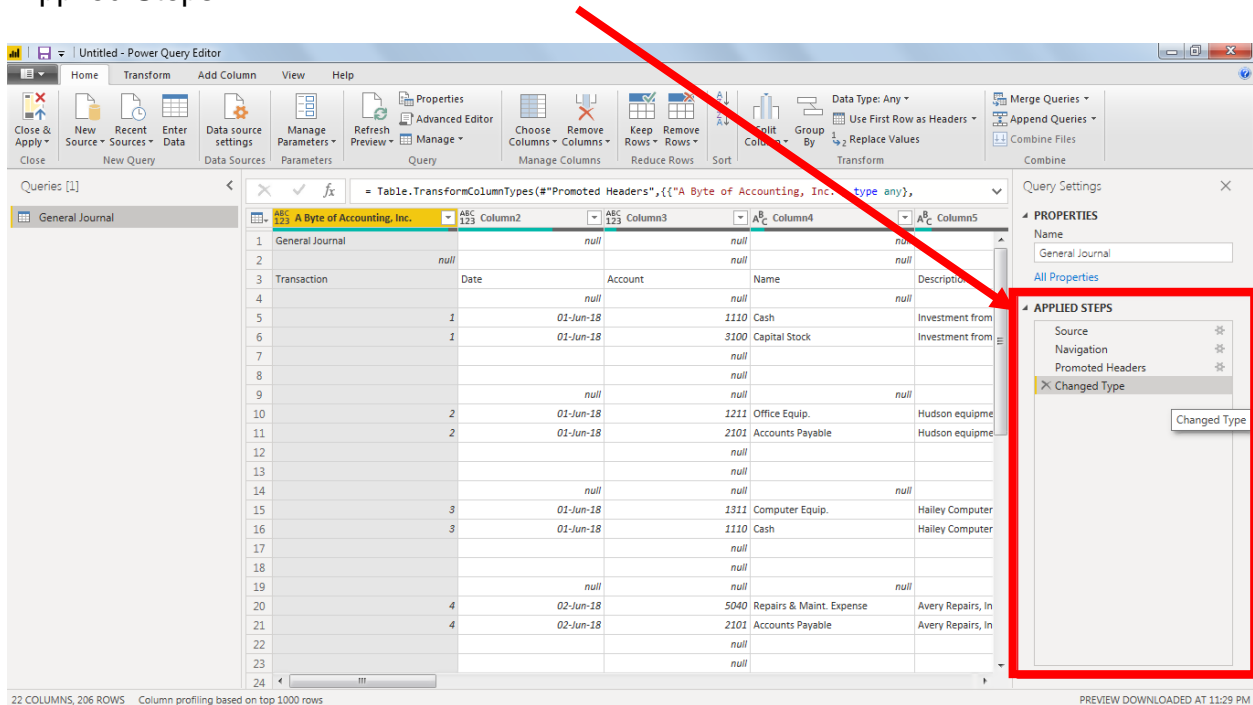 Applied Steps
Untitled - Power Query Editor
Home Transform Add Column View Help
Close & Apply
New Source
Recent Sources
Enter Data
Data source settings
Manage Parameters
Refresh Preview
Properties
Advanced Editor
Manage
Choose Columns
Remove Columns
Keep Rows
Remove Rows
Split Column
Group By
Data Type: Any
Use First Row as Headers
Replace Values
Merge Queries
Append Queries
Combine Files
Close New Query Data Sources Parameters Query Manage Columns Reduce Rows Sort Transform Combine
Queries [1]
General Journal
fx = Table.TransformColumnTypes(#"Promoted Headers",{{"A Byte of Accounting, Inc. type any},
ABC 123 A Byte of Accounting, Inc. ABC 123 Column2 ABC 123 Column3 ABC Column4 ABC Column5
1 General Journal null null null
2 null null null
3 Transaction Date Account Name Description
4 null null null
5 1 01-Jun-18 1110 Cash Investment from
6 1 01-Jun-18 3100 Capital Stock Investment from
7 null
8 null
9 null null null
10 2 01-Jun-18 1211 Office Equip. Hudson equipme
11 2 01-Jun-18 2101 Accounts Payable Hudson equipme
12 null
13 null
14 null null null
15 3 01-Jun-18 1311 Computer Equip. Hailey Computer
16 3 01-Jun-18 1110 Cash Hailey Computer
17 null
18 null
19 null null null
20 4 02-Jun-18 5040 Repairs & Maint. Expense Avery Repairs, In
21 4 02-Jun-18 2101 Accounts Payable Avery Repairs, In
22 null
23 null
24
Query Settings
PROPERTIES
Name
General Journal
All Properties
APPLIED STEPS
Source
Navigation
Promoted Headers
Changed Type
Changed Type
22 COLUMNS, 206 ROWS Column profiling based on top 1000 rows
PREVIEW DOWNLOADED AT 11:29 PM